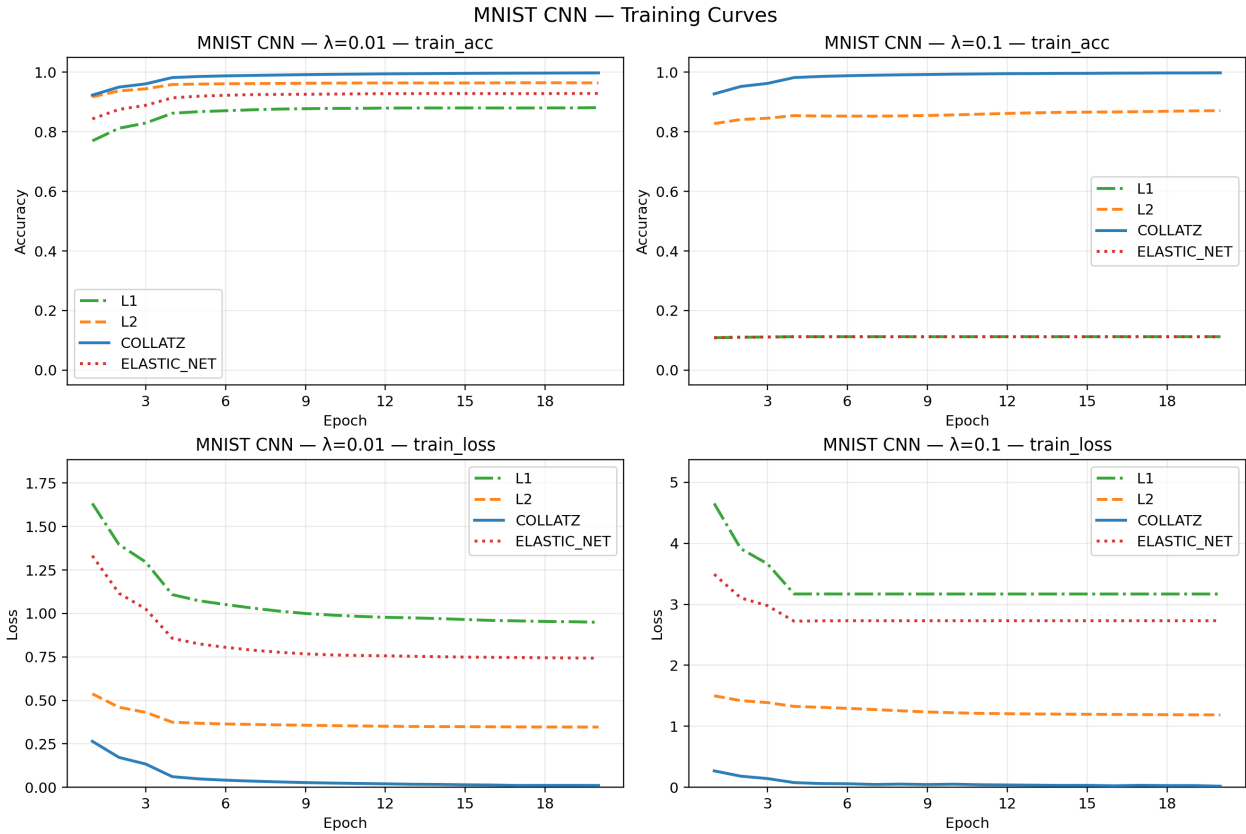 MNIST CNN — Training Curves
MNIST CNN — λ=0.01 — train_acc
1.0
0.8
0.6
0.4
0.2
0.0
Accuracy
L1
L2
COLLATZ
ELASTIC_NET
3 6 9 12 15 18
Epoch
MNIST CNN — λ=0.1 — train_acc
1.0
0.8
0.6
0.4
0.2
0.0
Accuracy
L1
L2
COLLATZ
ELASTIC_NET
3 6 9 12 15 18
Epoch
MNIST CNN — λ=0.01 — train_loss
1.75
1.50
1.25
1.00
0.75
0.50
0.25
0.00
Loss
L1
L2
COLLATZ
ELASTIC_NET
3 6 9 12 15 18
Epoch
MNIST CNN — λ=0.1 — train_loss
5
4
3
2
1
0
Loss
L1
L2
COLLATZ
ELASTIC_NET
3 6 9 12 15 18
Epoch